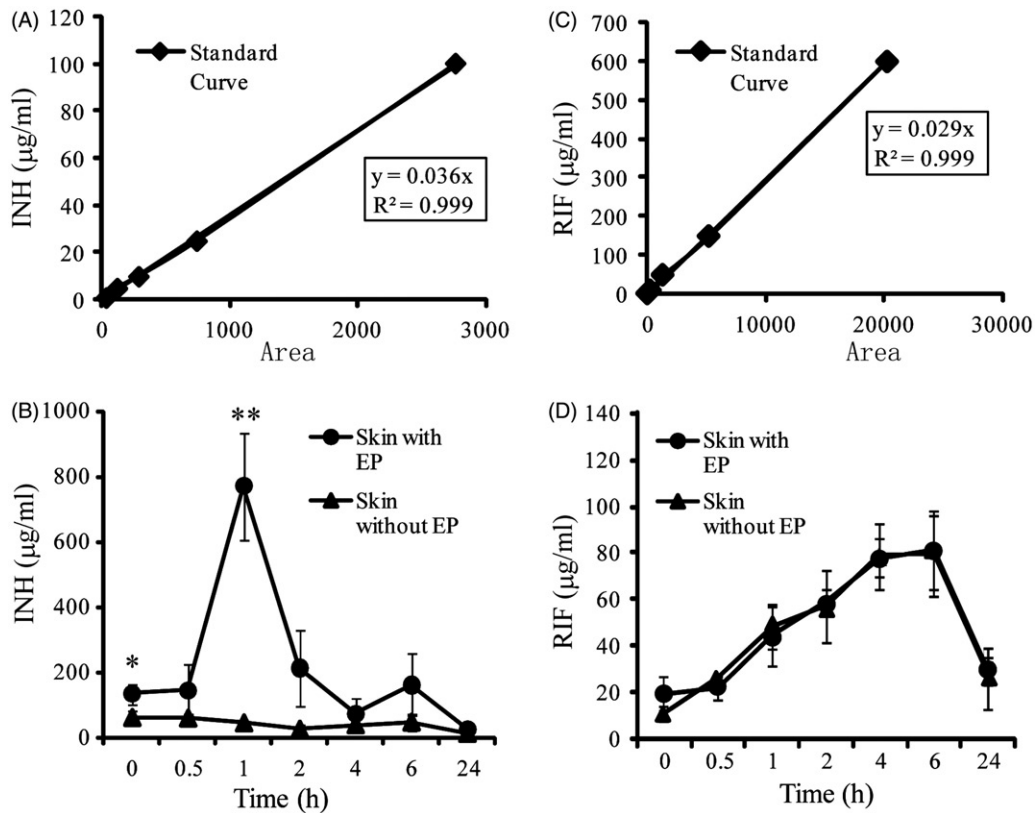 (A)
120
100
80
60
40
20
0
INH (μg/ml)
Standard
Curve
y = 0.036x
R² = 0.999
0 1000 2000 3000
Area
(C)
700
600
500
400
300
200
100
0
RIF (μg/ml)
Standard
Curve
y = 0.029x
R² = 0.999
0 10000 20000 30000
Area
(B)
1000
800
600
400
200
0
INH (μg/ml)
*
**
Skin with
EP
Skin
without EP
0 0.5 1 2 4 6 24
Time (h)
(D)
140
120
100
80
60
40
20
0
RIF (μg/ml)
Skin with
EP
Skin
without EP
0 0.5 1 2 4 6 24
Time (h)